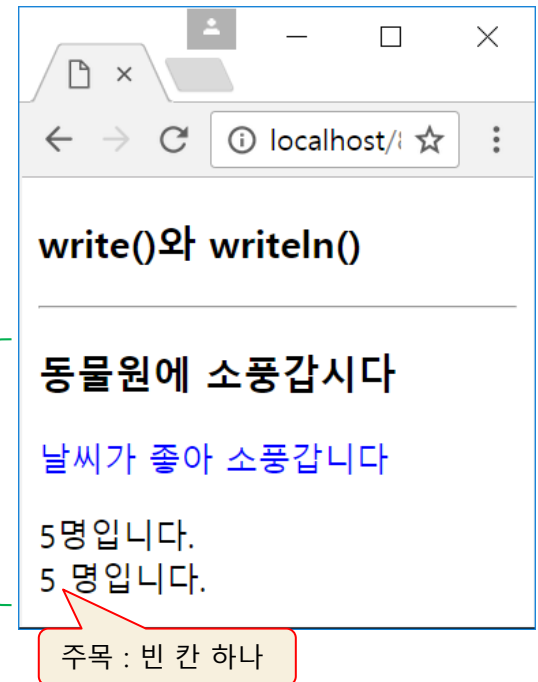 localhost/8
write()와 writeln()
동물원에 소풍갑시다
날씨가 좋아 소풍갑니다
5명입니다.
5 명입니다.
주목 : 빈 칸 하나